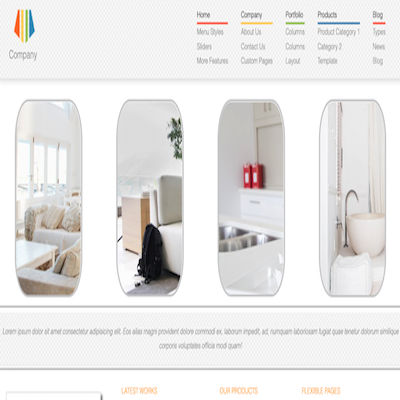 Company
Home
Menu Styles
Sliders
More Features
Company
About Us
Contact Us
Custom Pages
Portfolio
Columns
Columns
Layout
Products
Product Category 1
Category 2
Template
Blog
Types
News
Blog
Lorem ipsum dolor sit amet consectetur adipisicing elit. Eos alias magni provident dolore commodi ex, laborum impedit, ad, numquam laboriosam fugiat quae tenetur dolorum similique
corporis voluptates officia modi quam!
LATEST WORKS
OUR PRODUCTS
FLEXIBLE PAGES